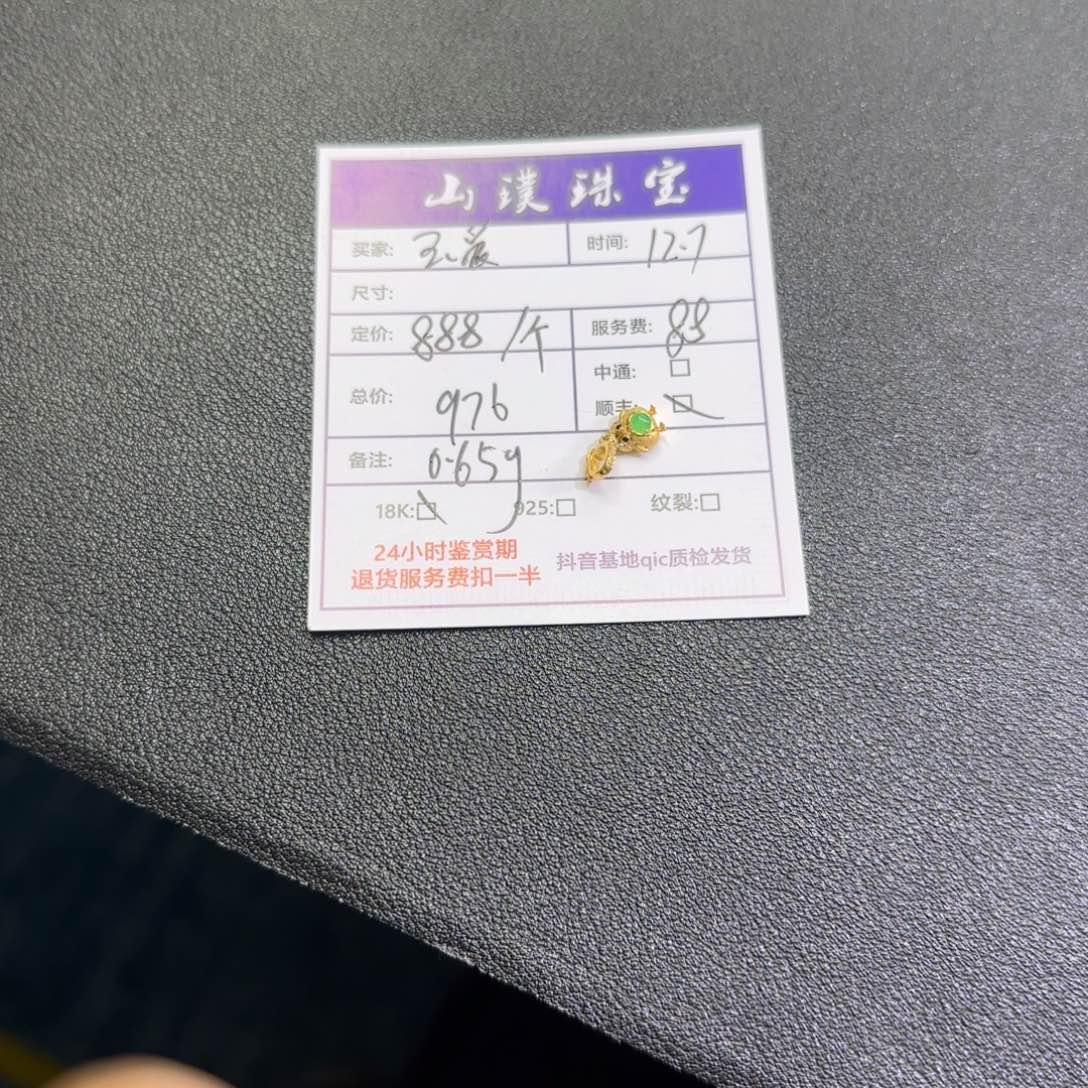 山璞珠宝
买家: 时间: 12.7
尺寸:
定价: 888/个 服务费: 88
总价: 976 中通: □
顺丰: □
备注: 0.65g
18K: □ 925: □ 纹裂: □
24小时鉴赏期
退货服务费扣一半 抖音基地qic质检发货